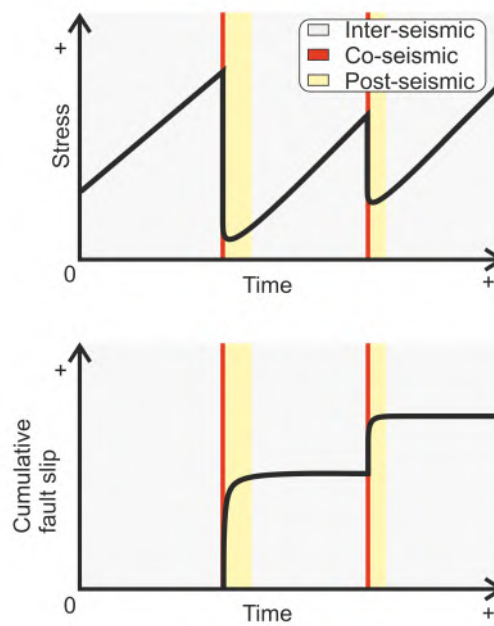 +
Inter-seismic
Co-seismic
Post-seismic
Stress
0
Time
+
+
Cumulative
fault slip
0
Time
+